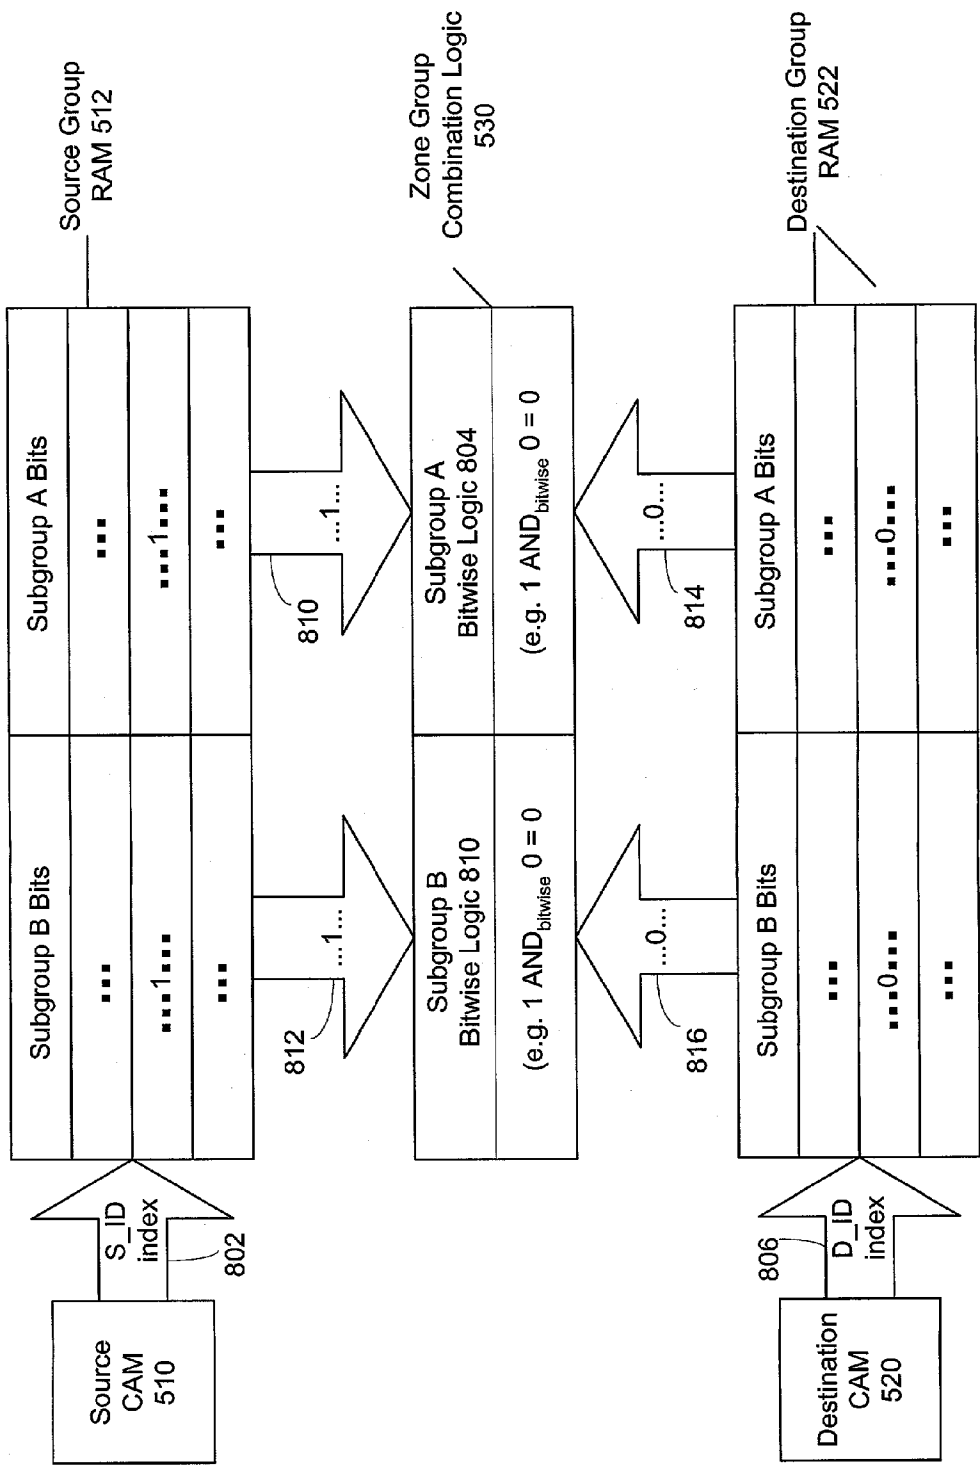 Source
CAM
510
S_ID
index
802
Subgroup B Bits
Subgroup A Bits
...
...
...1...
...1...
...
...
Source Group
RAM 512
812
...1...
810
...1...
Subgroup B
Bitwise Logic 810
(e.g. 1 ANDbitwise 0 = 0
Subgroup A
Bitwise Logic 804
(e.g. 1 ANDbitwise 0 = 0
Zone Group
Combination Logic
530
816
...0...
814
...0...
Destination
CAM
520
806
D_ID
index
Subgroup B Bits
Subgroup A Bits
...
...
...0...
...0...
...
...
Destination Group
RAM 522